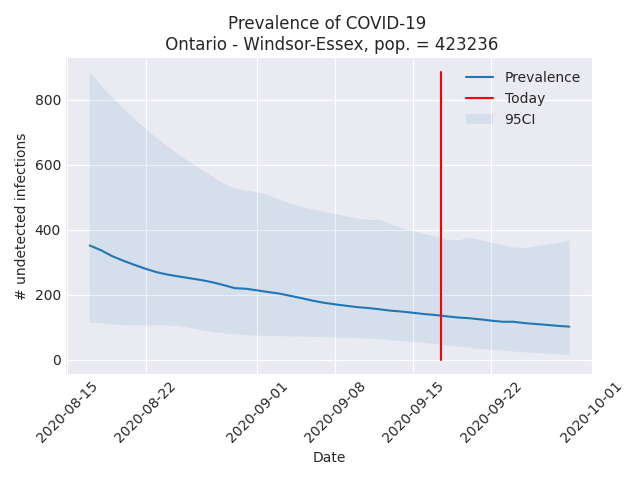 Prevalence of COVID-19
Ontario - Windsor-Essex, pop. = 423236
Prevalence
Today
95CI
# undetected infections
800
600
400
200
0
2020-08-15
2020-08-22
2020-09-01
2020-09-08
2020-09-15
2020-09-22
2020-10-01
Date